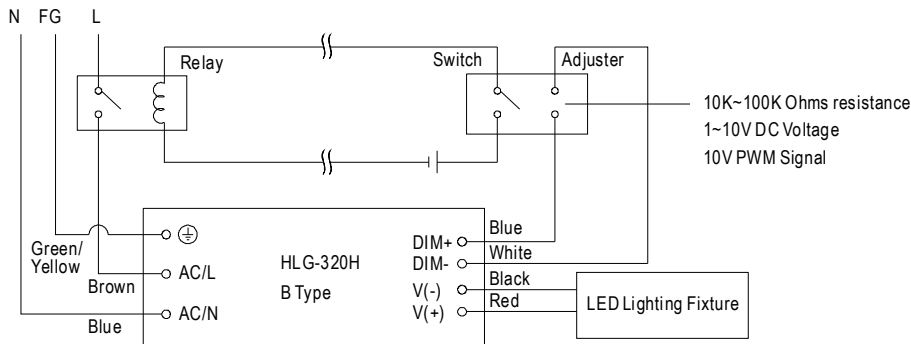 N FG L
Relay
Switch Adjuster
10K~100K Ohms resistance
1~10V DC Voltage
10V PWM Signal
Green/
Yellow
Brown
Blue
AC/L
AC/N
HLG-320H
B Type
DIM+
DIM-
V(-)
V(+)
Blue
White
Black
Red
LED Lighting Fixture